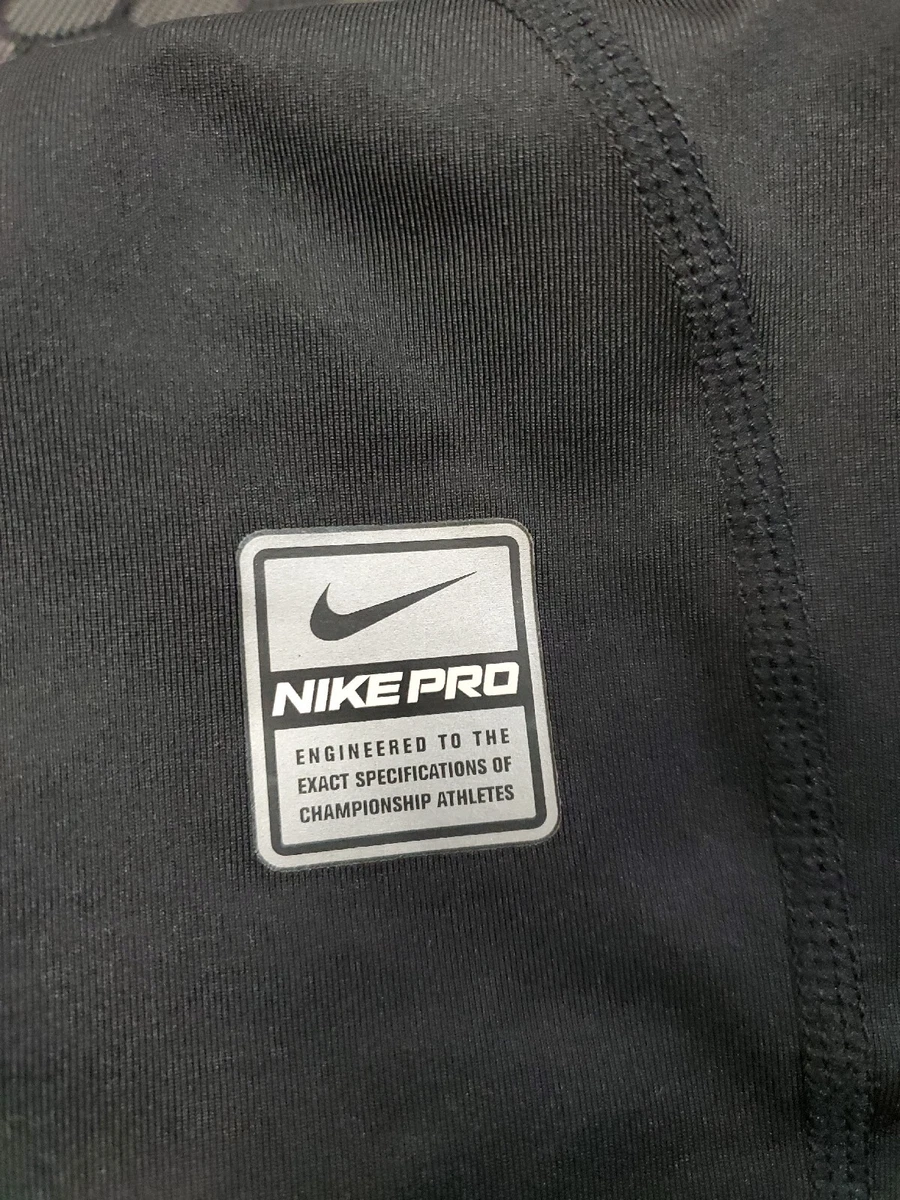 NIKE PRO
ENGINEERED TO THE
EXACT SPECIFICATIONS OF
CHAMPIONSHIP ATHLETES